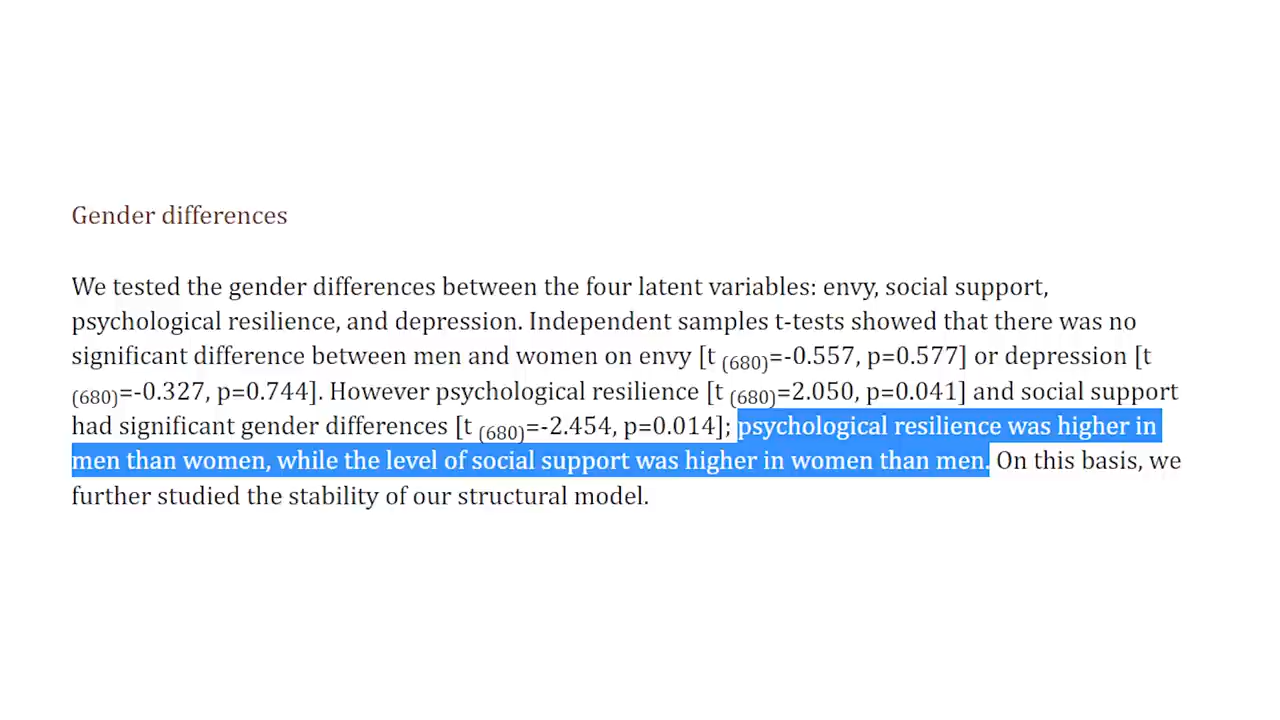 Gender differences
We tested the gender differences between the four latent variables: envy, social support,
psychological resilience, and depression. Independent samples t-tests showed that there was no
significant difference between men and women on envy [t (680)=-0.557, p=0.577] or depression [t
(680)=-0.327, p=0.744]. However psychological resilience [t (680)=2.050, p=0.041] and social support
had significant gender differences [t (680)=-2.454, p=0.014]; psychological resilience was higher in
men than women, while the level of social support was higher in women than men. On this basis, we
further studied the stability of our structural model.